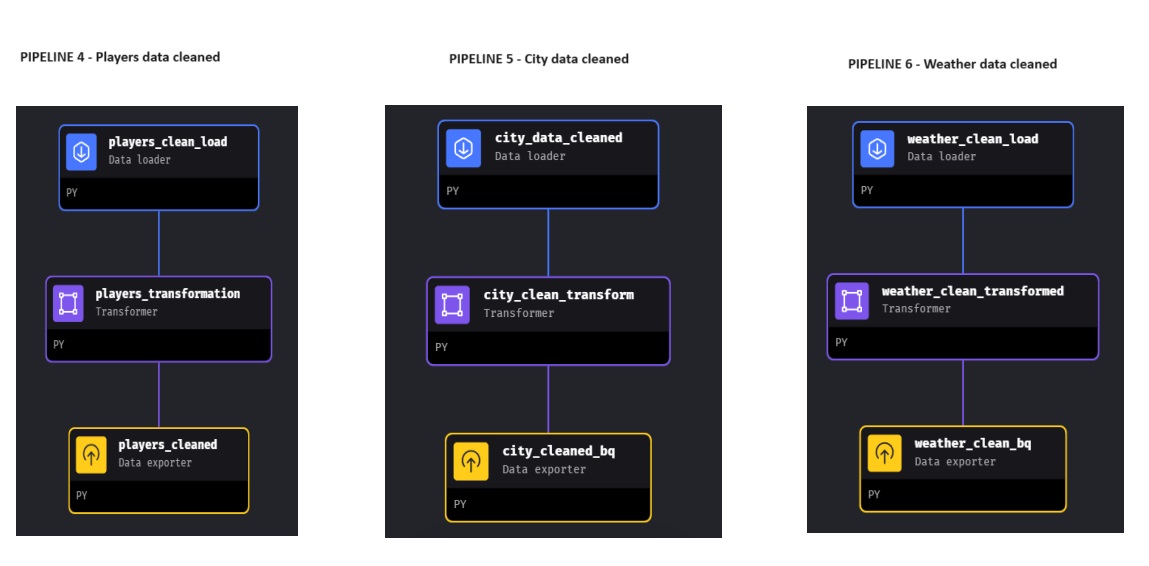 PIPELINE 4 - Players data cleaned
players_clean_load
Data loader
PY
players_transformation
Transformer
PY
players_cleaned
Data exporter
PY
PIPELINE 5 - City data cleaned
city_data_cleaned
Data loader
PY
city_clean_transform
Transformer
PY
city_cleaned_bq
Data exporter
PY
PIPELINE 6 - Weather data cleaned
weather_clean_load
Data loader
PY
weather_clean_transformed
Transformer
PY
weather_clean_bq
Data exporter
PY